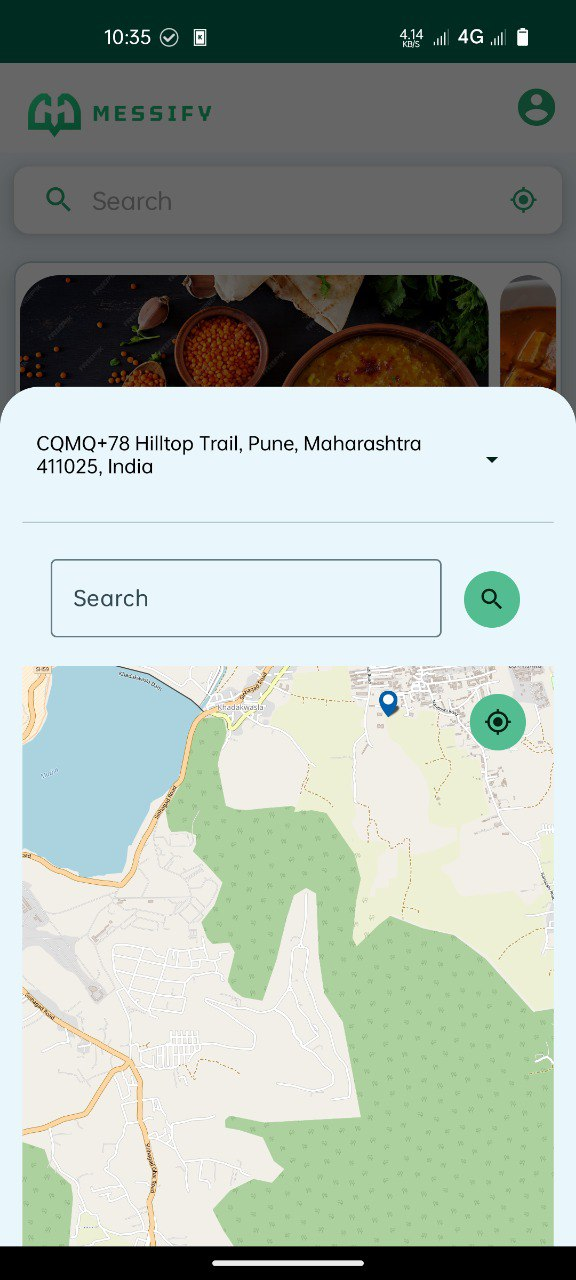 10:35
4.14
KB/S
4G
MESSIFY
Search
CQMQ+78 Hilltop Trail, Pune, Maharashtra
411025, India
Search
Khadakwasla